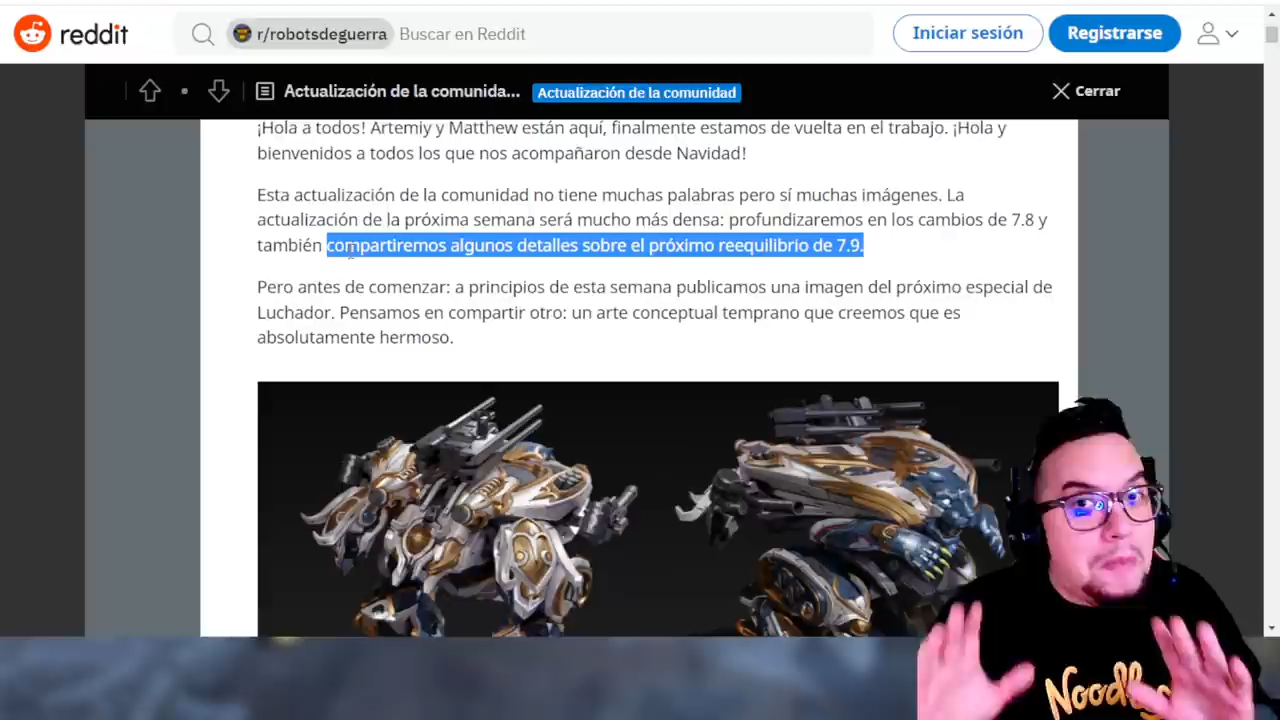 reddit
r/robotsdeguerra
Buscar en Reddit
Iniciar sesión
Registrarse
Actualización de la comunida...
Actualización de la comunidad
Cerrar
¡Hola a todos! Artemiy y Matthew están aquí, finalmente estamos de vuelta en el trabajo. ¡Hola y
bienvenidos a todos los que nos acompañaron desde Navidad!
Esta actualización de la comunidad no tiene muchas palabras pero sí muchas imágenes. La
actualización de la próxima semana será mucho más densa: profundizaremos en los cambios de 7.8 y
también compartiremos algunos detalles sobre el próximo reequilibrio de 7.9.
Pero antes de comenzar: a principios de esta semana publicamos una imagen del próximo especial de
Luchador. Pensamos en compartir otro: un arte conceptual temprano que creemos que es
absolutamente hermoso.